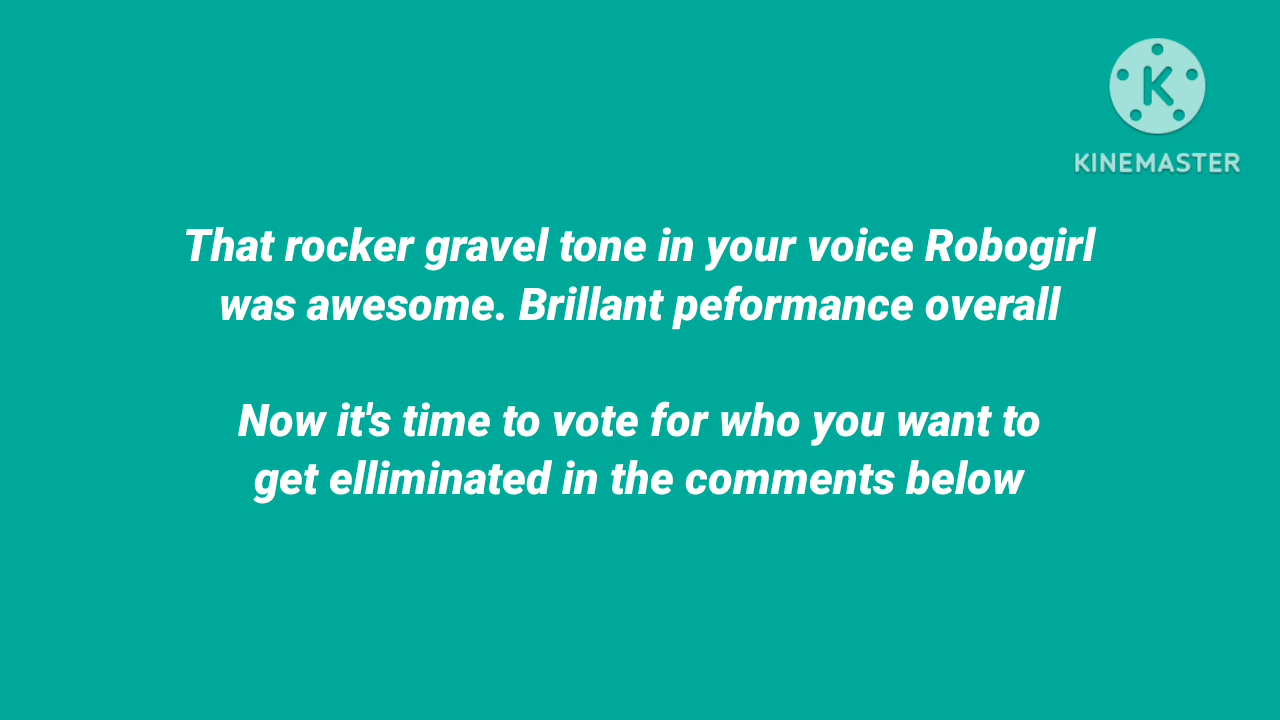 K
KINEMASTER
That rocker gravel tone in your voice Robogirl
was awesome. Brillant peformance overall
Now it's time to vote for who you want to
get elliminated in the comments below